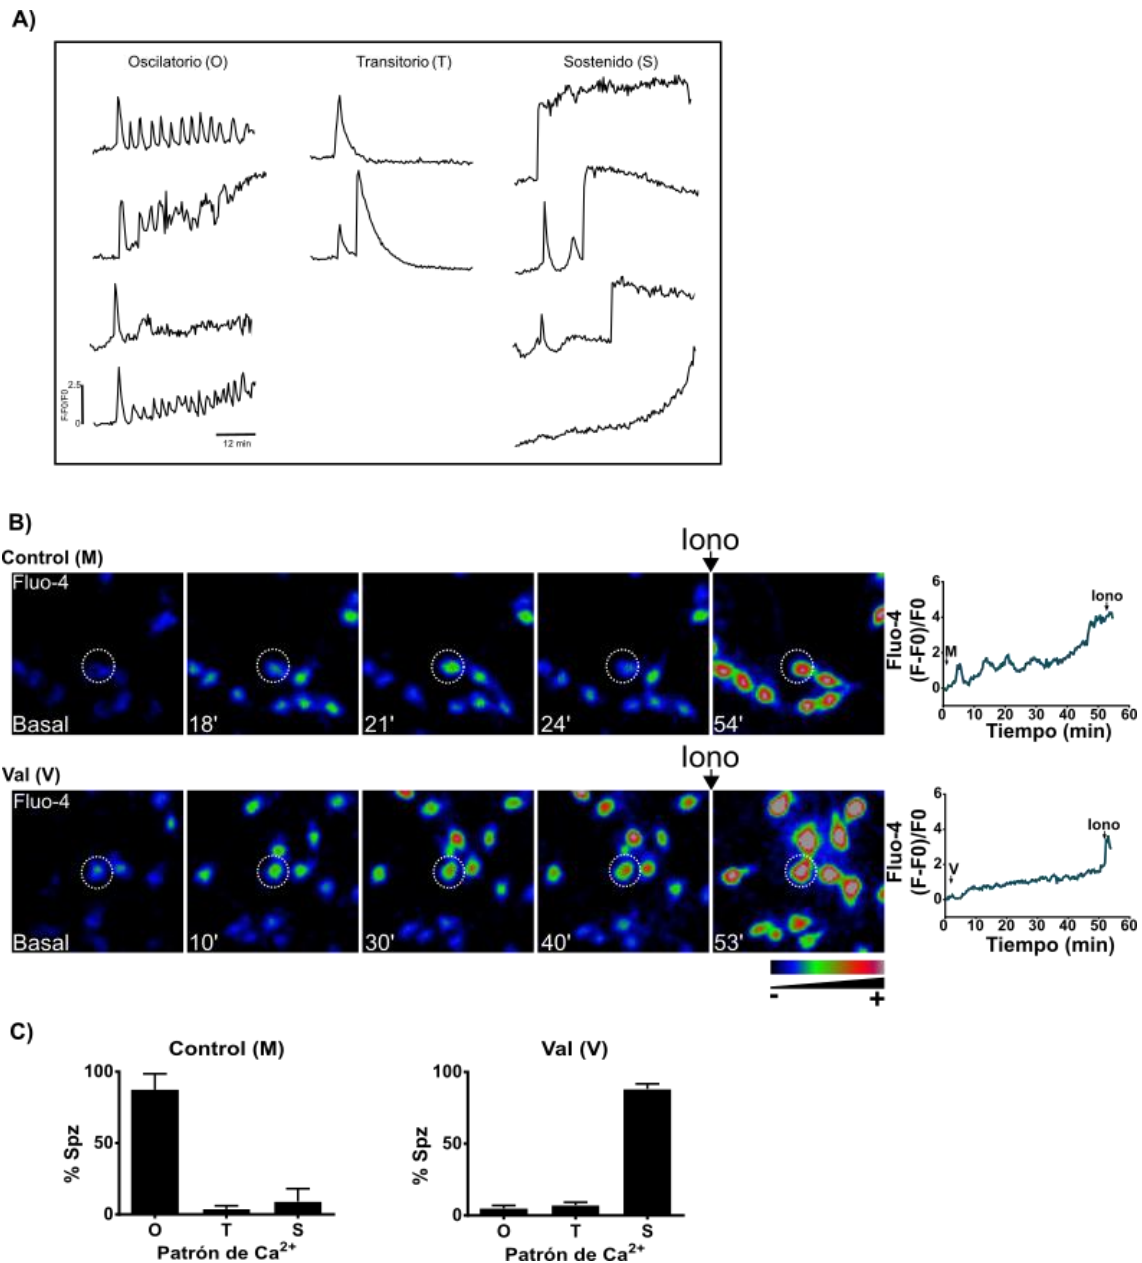 A)
Oscilatorio (O)
Transitorio (T)
Sostenido (S)
F-F0/F0
2.5
0
12 min
B)
Control (M)
Iono
Fluo-4
Basal
18'
21'
24'
54'
Fluo-4
(F-F0)/F0
6
4
2
0
M
Iono
0 10 20 30 40 50 60
Tiempo (min)
Val (V)
Iono
Fluo-4
Basal
10'
30'
40'
53'
- +
Fluo-4
(F-F0)/F0
6
4
2
0
V
Iono
0 10 20 30 40 50 60
Tiempo (min)
C)
Control (M)
% Spz
100
50
0
O T S
Patrón de Ca²⁺
Val (V)
% Spz
100
50
0
O T S
Patrón de Ca²⁺